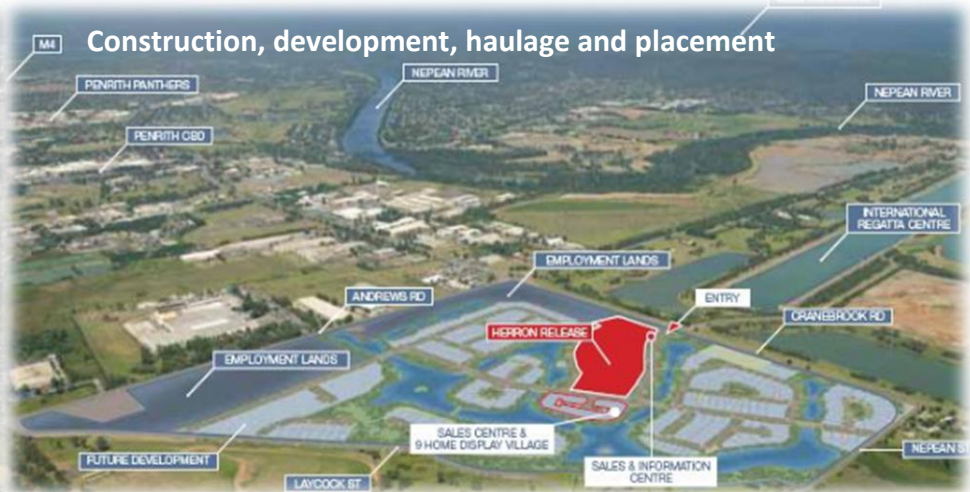 Construction, development, haulage and placement
M4
PENRITH PANTHERS
NEPEAN RIVER
NEPEAN RIVER
PENRITH CBD
INTERNATIONAL
REGATTA CENTRE
EMPLOYMENT LANDS
ANDREWS RD
ENTRY
CRANEBROOK RD
HERRON RELEASE
EMPLOYMENT LANDS
SALES CENTRE &
9 HOME DISPLAY VILLAGE
NEPEAN
FUTURE DEVELOPMENT
SALES & INFORMATION
CENTRE
LAYCOCK ST